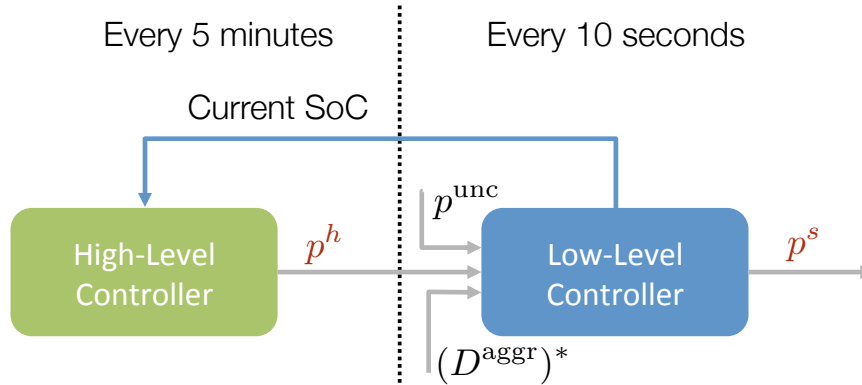 Every 5 minutes
Every 10 seconds
Current SoC
p^unc
High-Level
Controller
p^h
Low-Level
Controller
p^s
(D^aggr)*